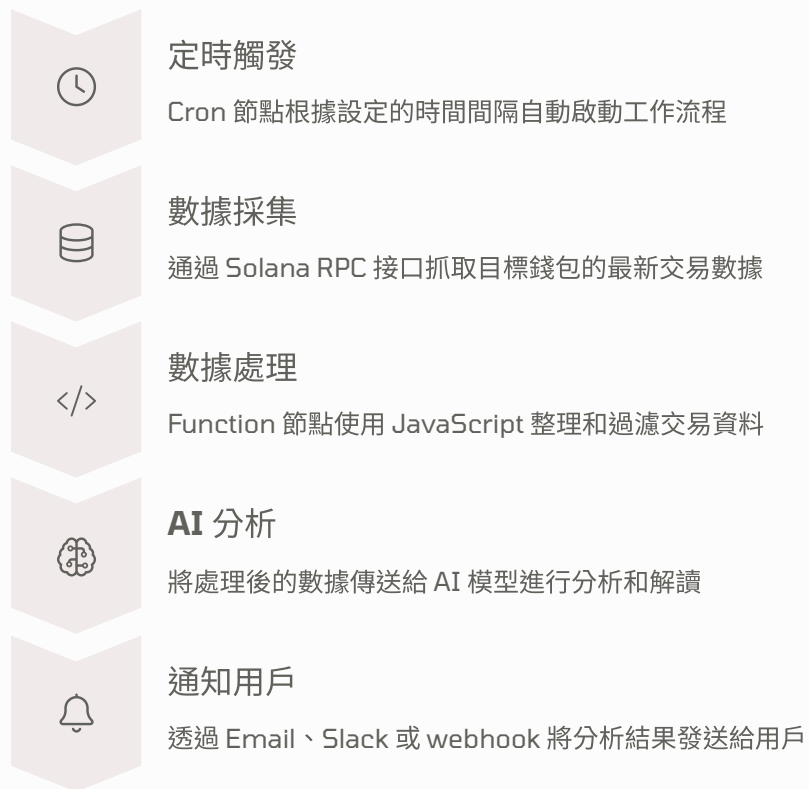 定時觸發
Cron 節點根據設定的時間間隔自動啟動工作流程
數據採集
通過 Solana RPC 接口抓取目標錢包的最新交易數據
數據處理
Function 節點使用 JavaScript 整理和過濾交易資料
AI 分析
將處理後的數據傳送給 AI 模型進行分析和解讀
通知用戶
透過 Email、Slack 或 webhook 將分析結果發送給用戶